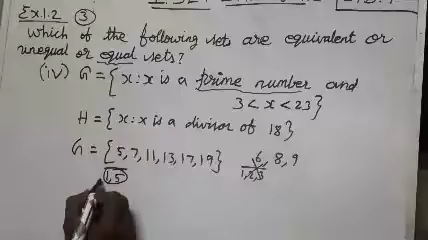 Ex.1.2 ③
Which of the following sets are equivalent or
unequal or equal sets?
(iv) G = {x:x is a prime number and
3 < x < 23}
H = {x:x is a divisor of 18}
G = {5,7,11,13,17,19} 6, 8, 9
1,2,3
1,5